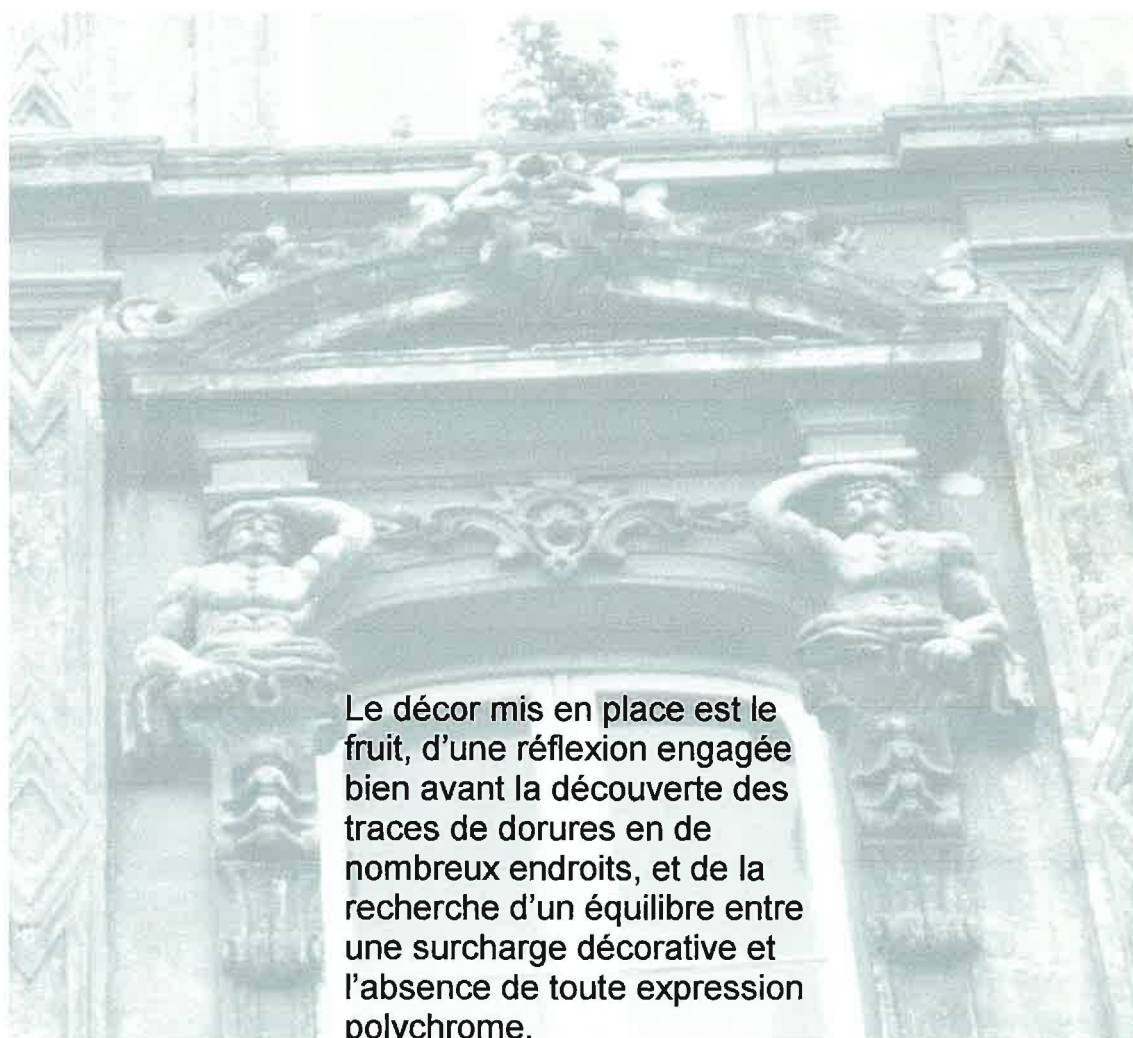 Le décor mis en place est le
fruit, d'une réflexion engagée
bien avant la découverte des
traces de dorures en de
nombreux endroits, et de la
recherche d'un équilibre entre
une surcharge décorative et
l'absence de toute expression
polychrome.